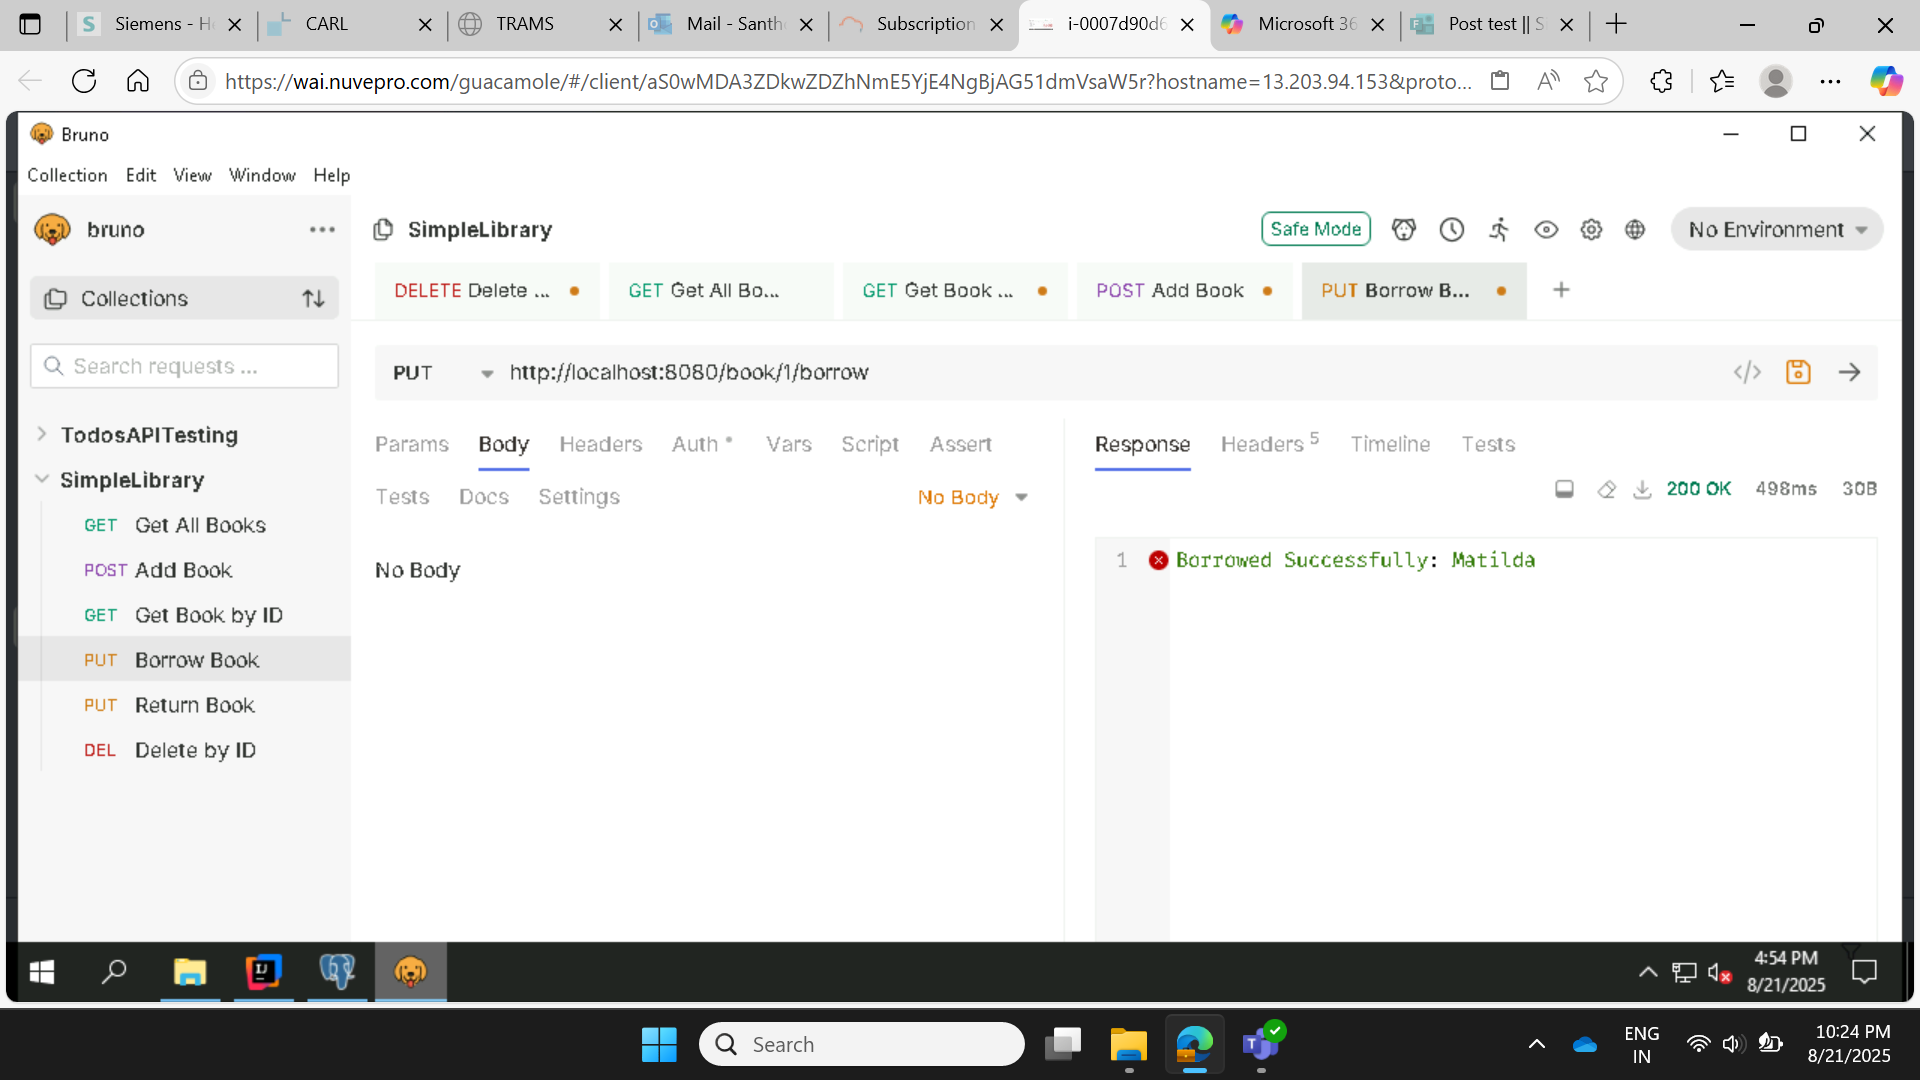 Siemens - H
CARL
TRAMS
Mail - Santh
Subscription
i-0007d90d6
Microsoft 36
Post test || S
https://wai.nuvepro.com/guacamole/#/client/aS0wMDA3ZDkwZDZhNmE5YjE4NgBjAG51dmVsaW5r?hostname=13.203.94.153&proto...
Bruno
Collection Edit View Window Help
bruno
SimpleLibrary
Safe Mode
No Environment
Collections
DELETE Delete ...
GET Get All Bo...
GET Get Book ...
POST Add Book
PUT Borrow B...
Search requests ...
PUT
http://localhost:8080/book/1/borrow
</>
TodosAPITesting
SimpleLibrary
GET Get All Books
POST Add Book
GET Get Book by ID
PUT Borrow Book
PUT Return Book
DEL Delete by ID
Params Body Headers Auth * Vars Script Assert
Tests Docs Settings
No Body
No Body
Response Headers 5 Timeline Tests
200 OK 498ms 30B
1 Borrowed Successfully: Matilda
4:54 PM
8/21/2025
Search
ENG
IN
10:24 PM
8/21/2025